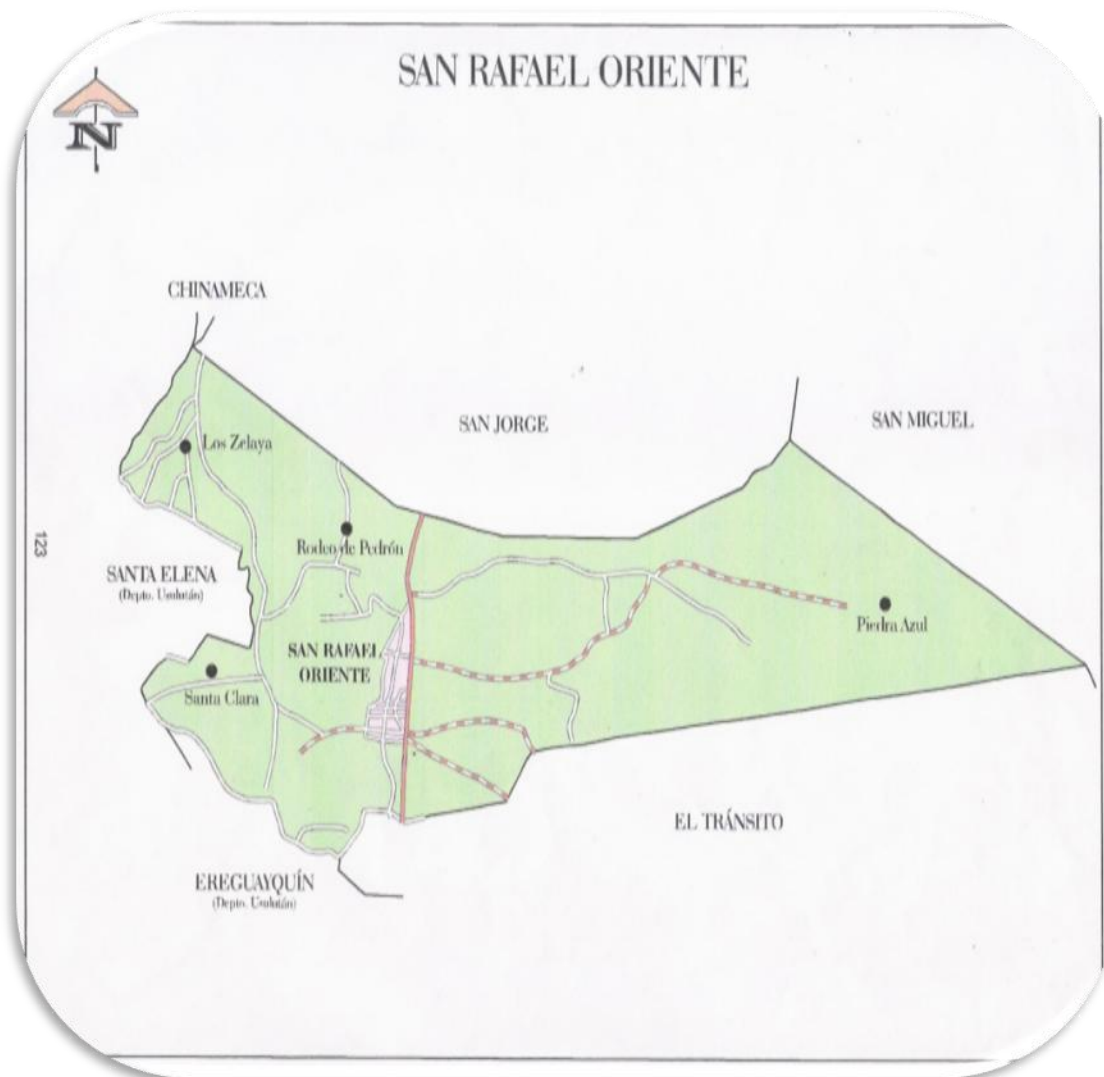 SAN RAFAEL ORIENTE
N
CHINAMECA
SAN JORGE
SAN MIGUEL
Los Zelaya
Rodeo de Pedrón
123
SANTA ELENA
(Depto. Usulután)
Piedra Azul
SAN RAFAEL
ORIENTE
Santa Clara
EL TRÁNSITO
EREGUAYQUÍN
(Depto. Usulután)